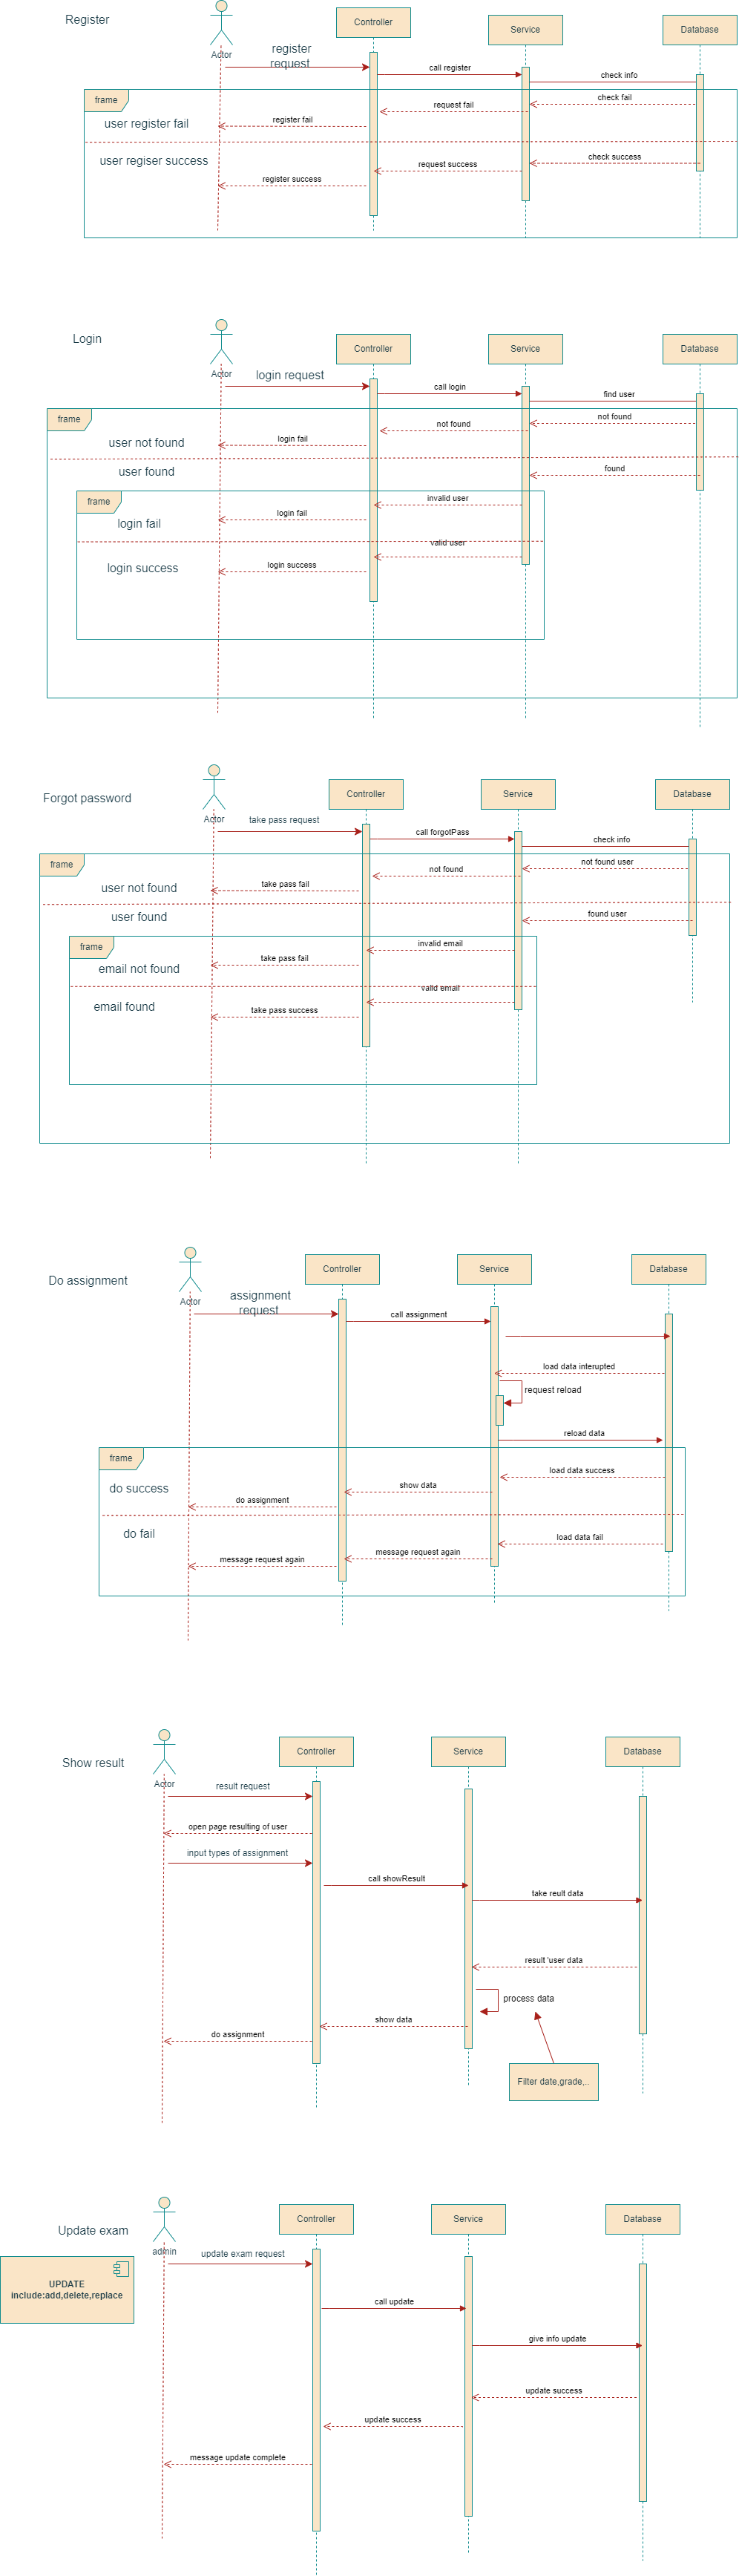 Register
Actor
Controller
Service
Database
register
request
call register
check info
frame
check fail
request fail
register fail
user register fail
user regiser success
check success
request success
register success
Login
Actor
Controller
Service
Database
login request
call login
find user
frame
not found
not found
login fail
user not found
user found
found
frame
invalid user
login fail
login fail
valid user
login success
login success
Forgot password
Actor
Controller
Service
Database
take pass request
call forgotPass
check info
frame
not found user
not found
take pass fail
user not found
user found
found user
frame
invalid email
take pass fail
email not found
valid email
email found
take pass success
Do assignment
Actor
Controller
Service
Database
assignment
request
call assignment
load data interupted
request reload
reload data
frame
load data success
show data
do success
do assignment
do fail
load data fail
message request again
message request again
Show result
Actor
Controller
Service
Database
result request
open page resulting of user
input types of assignment
call showResult
take reult data
result 'user data
process data
show data
do assignment
Filter date,grade,..
Update exam
admin
Controller
Service
Database
update exam request
UPDATE
include:add,delete,replace
call update
give info update
update success
update success
message update complete